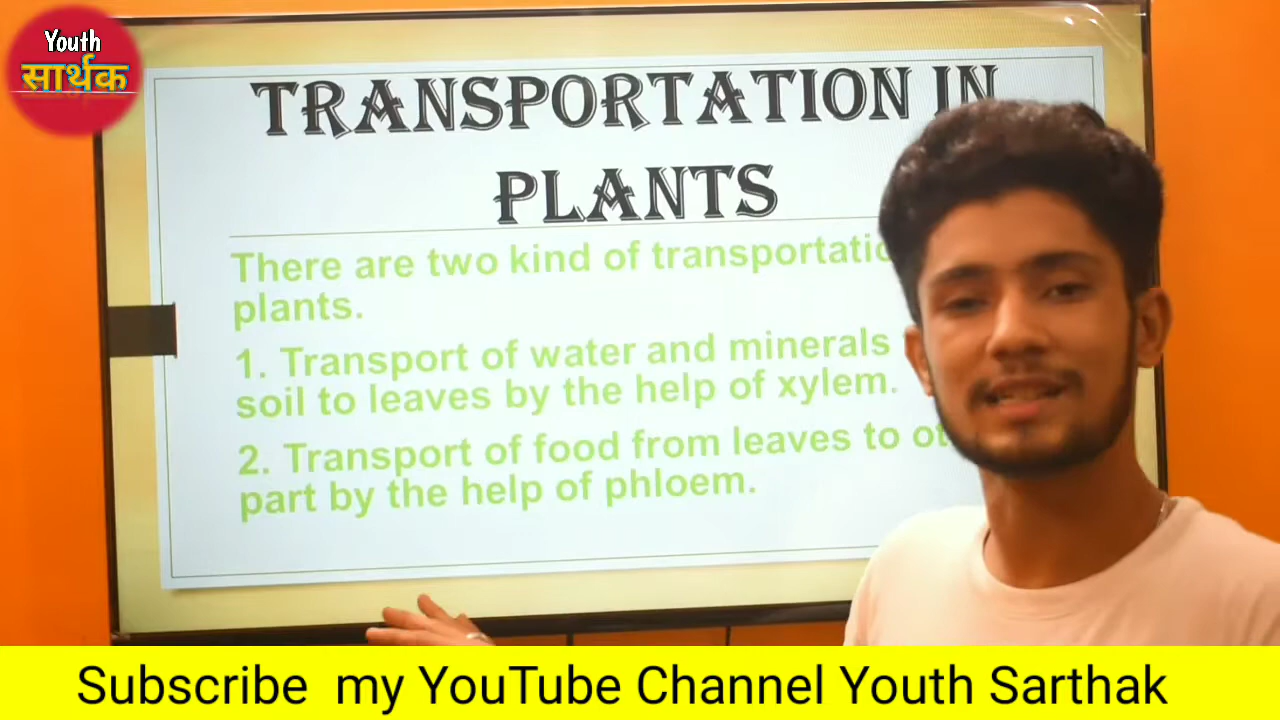 Youth
सार्थक
TRANSPORTATION IN
PLANTS
There are two kind of
plants.
1. Transport of water and minerals
soil to leaves by the help of xylem.
2. Transport of food from leaves to
part by the help of phloem.
Subscribe my YouTube Channel Youth Sarthak